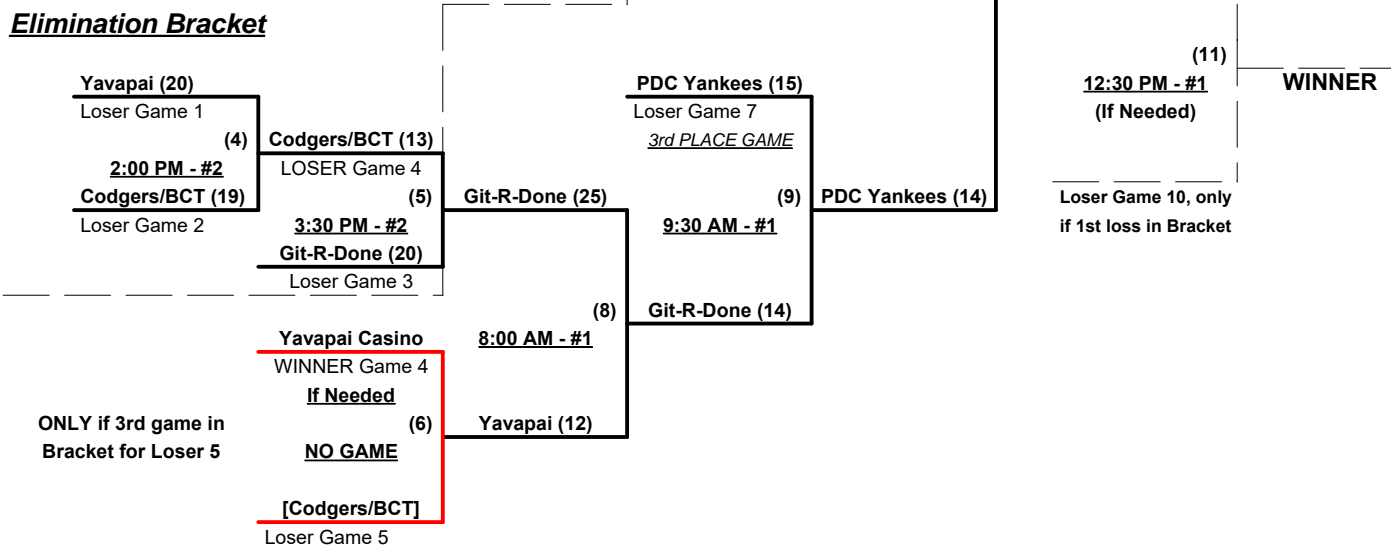 Elimination Bracket
Yavapai (20)
Loser Game 1
(4)
2:00 PM - #2
Codgers/BCT (19)
Loser Game 2
Codgers/BCT (13)
LOSER Game 4
(5)
3:30 PM - #2
Git-R-Done (20)
Loser Game 3
Git-R-Done (25)
(8)
8:00 AM - #1
Yavapai Casino
WINNER Game 4
If Needed
(6)
NO GAME
[Codgers/BCT]
Loser Game 5
ONLY if 3rd game in
Bracket for Loser 5
Yavapai (12)
PDC Yankees (15)
Loser Game 7
3rd PLACE GAME
(9)
9:30 AM - #1
Git-R-Done (14)
PDC Yankees (14)
(11)
12:30 PM - #1
(If Needed)
WINNER
Loser Game 10, only
if 1st loss in Bracket